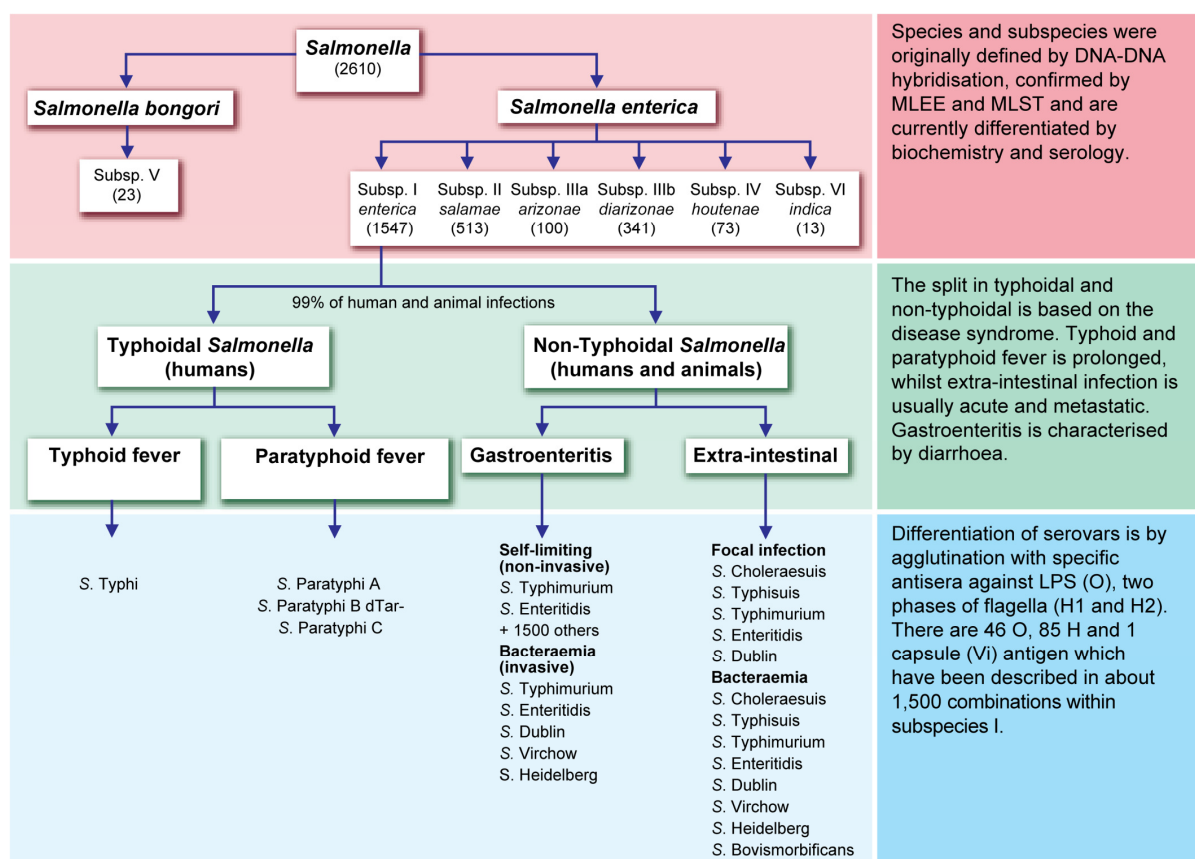 Salmonella
(2610)
Salmonella bongori
Salmonella enterica
Subsp. V
(23)
Subsp. I
enterica
(1547)
Subsp. II
salamae
(513)
Subsp. IIIa
arizonae
(100)
Subsp. IIIb
diarizonae
(341)
Subsp. IV
houtenae
(73)
Subsp. VI
indica
(13)
Species and subspecies were
originally defined by DNA-DNA
hybridisation, confirmed by
MLEE and MLST and are
currently differentiated by
biochemistry and serology.
99% of human and animal infections
Typhoidal Salmonella
(humans)
Non-Typhoidal Salmonella
(humans and animals)
Typhoid fever
Paratyphoid fever
Gastroenteritis
Extra-intestinal
The split in typhoidal and
non-typhoidal is based on the
disease syndrome. Typhoid and
paratyphoid fever is prolonged,
whilst extra-intestinal infection is
usually acute and metastatic.
Gastroenteritis is characterised
by diarrhoea.
S. Typhi
S. Paratyphi A
S. Paratyphi B dTar-
S. Paratyphi C
Self-limiting
(non-invasive)
S. Typhimurium
S. Enteritidis
+ 1500 others
Bacteraemia
(invasive)
S. Typhimurium
S. Enteritidis
S. Dublin
S. Virchow
S. Heidelberg
Focal infection
S. Choleraesuis
S. Typhisuis
S. Typhimurium
S. Enteritidis
S. Dublin
Bacteraemia
S. Choleraesuis
S. Typhisuis
S. Typhimurium
S. Enteritidis
S. Dublin
S. Virchow
S. Heidelberg
S. Bovismorbificans
Differentiation of serovars is by
agglutination with specific
antisera against LPS (O), two
phases of flagella (H1 and H2).
There are 46 O, 85 H and 1
capsule (Vi) antigen which
have been described in about
1,500 combinations within
subspecies I.